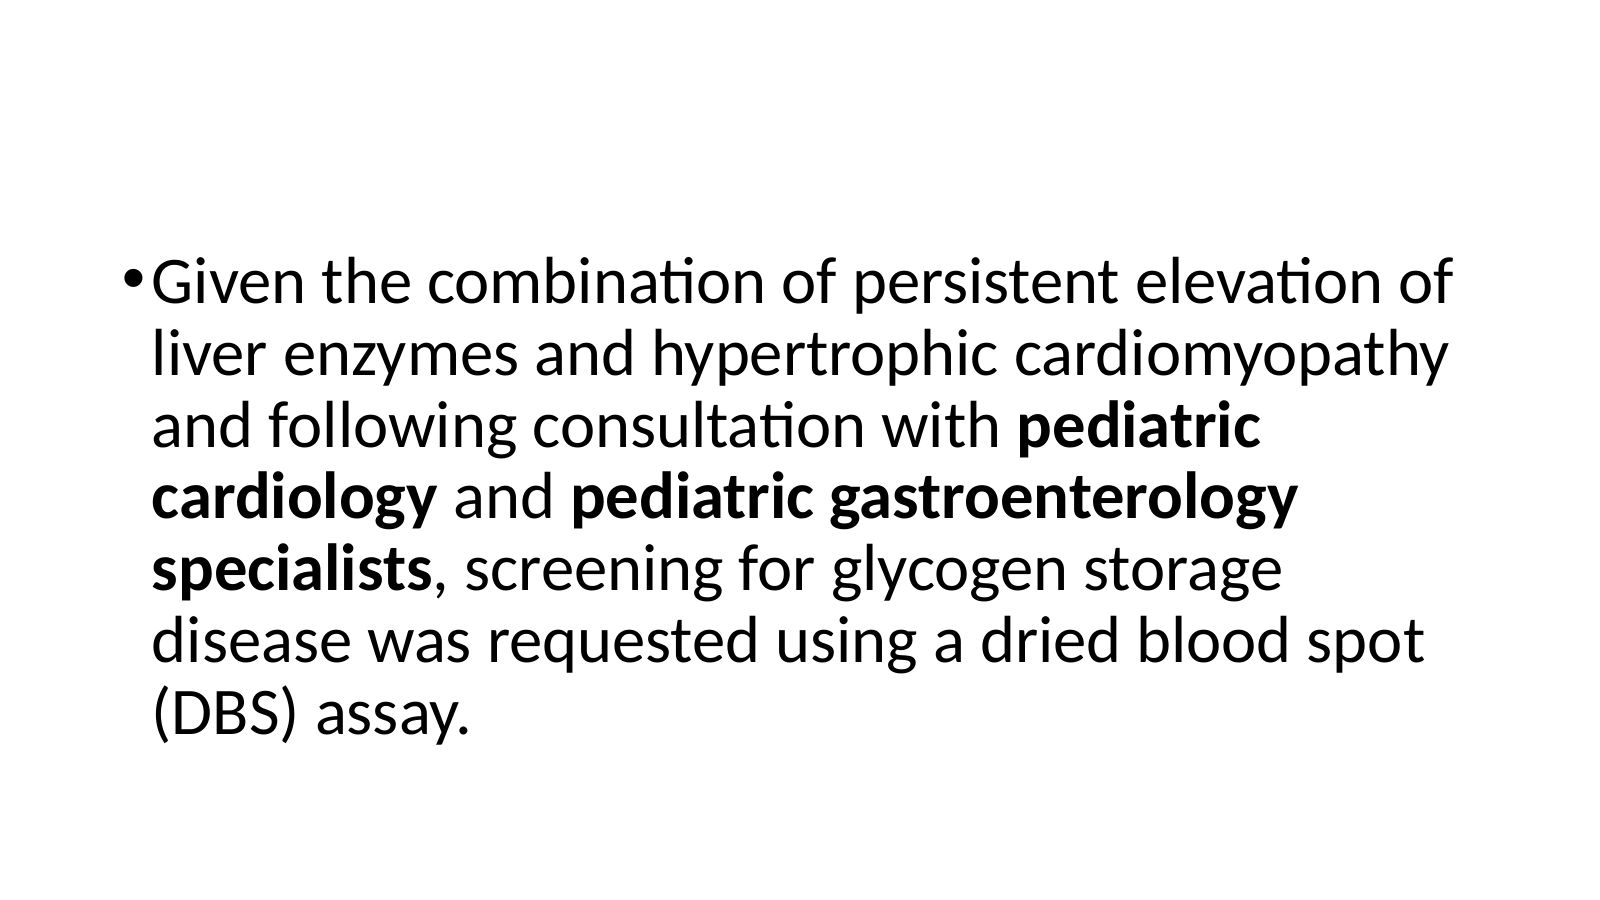 •Given the combination of persistent elevation of
liver enzymes and hypertrophic cardiomyopathy
and following consultation with pediatric
cardiology and pediatric gastroenterology
specialists, screening for glycogen storage
disease was requested using a dried blood spot
(DBS) assay.